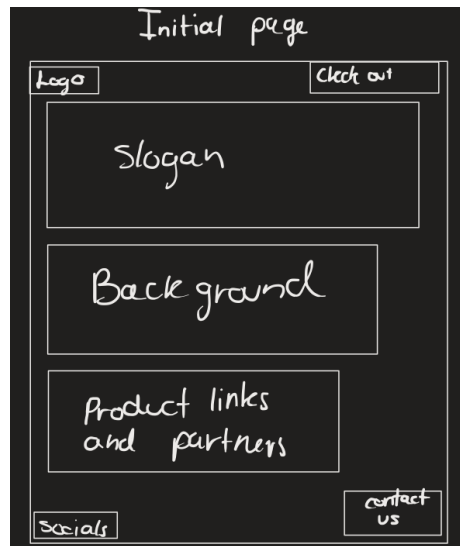 Initial page
Logo
Check out
Slogan
Background
Product links
and partners
Socials
contact
us